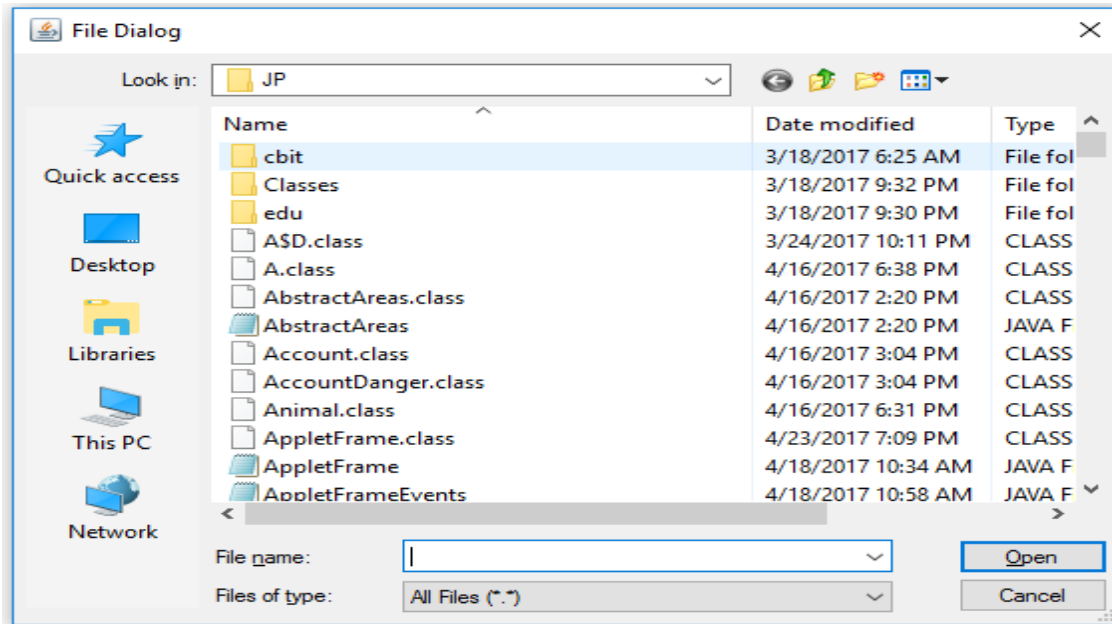 File Dialog
Look in: JP
Name Date modified Type
cbit 3/18/2017 6:25 AM File fol
Classes 3/18/2017 9:32 PM File fol
edu 3/18/2017 9:30 PM File fol
A$D.class 3/24/2017 10:11 PM CLASS
A.class 4/16/2017 6:38 PM CLASS
AbstractAreas.class 4/16/2017 2:20 PM CLASS
AbstractAreas 4/16/2017 2:20 PM JAVA F
Account.class 4/16/2017 3:04 PM CLASS
AccountDanger.class 4/16/2017 3:04 PM CLASS
Animal.class 4/16/2017 6:31 PM CLASS
AppletFrame.class 4/23/2017 7:09 PM CLASS
AppletFrame 4/18/2017 10:34 AM JAVA F
AppletFrameEvents 4/18/2017 10:58 AM JAVA F
Quick access
Desktop
Libraries
This PC
Network
File name:
Open
Files of type: All Files (*.*)
Cancel